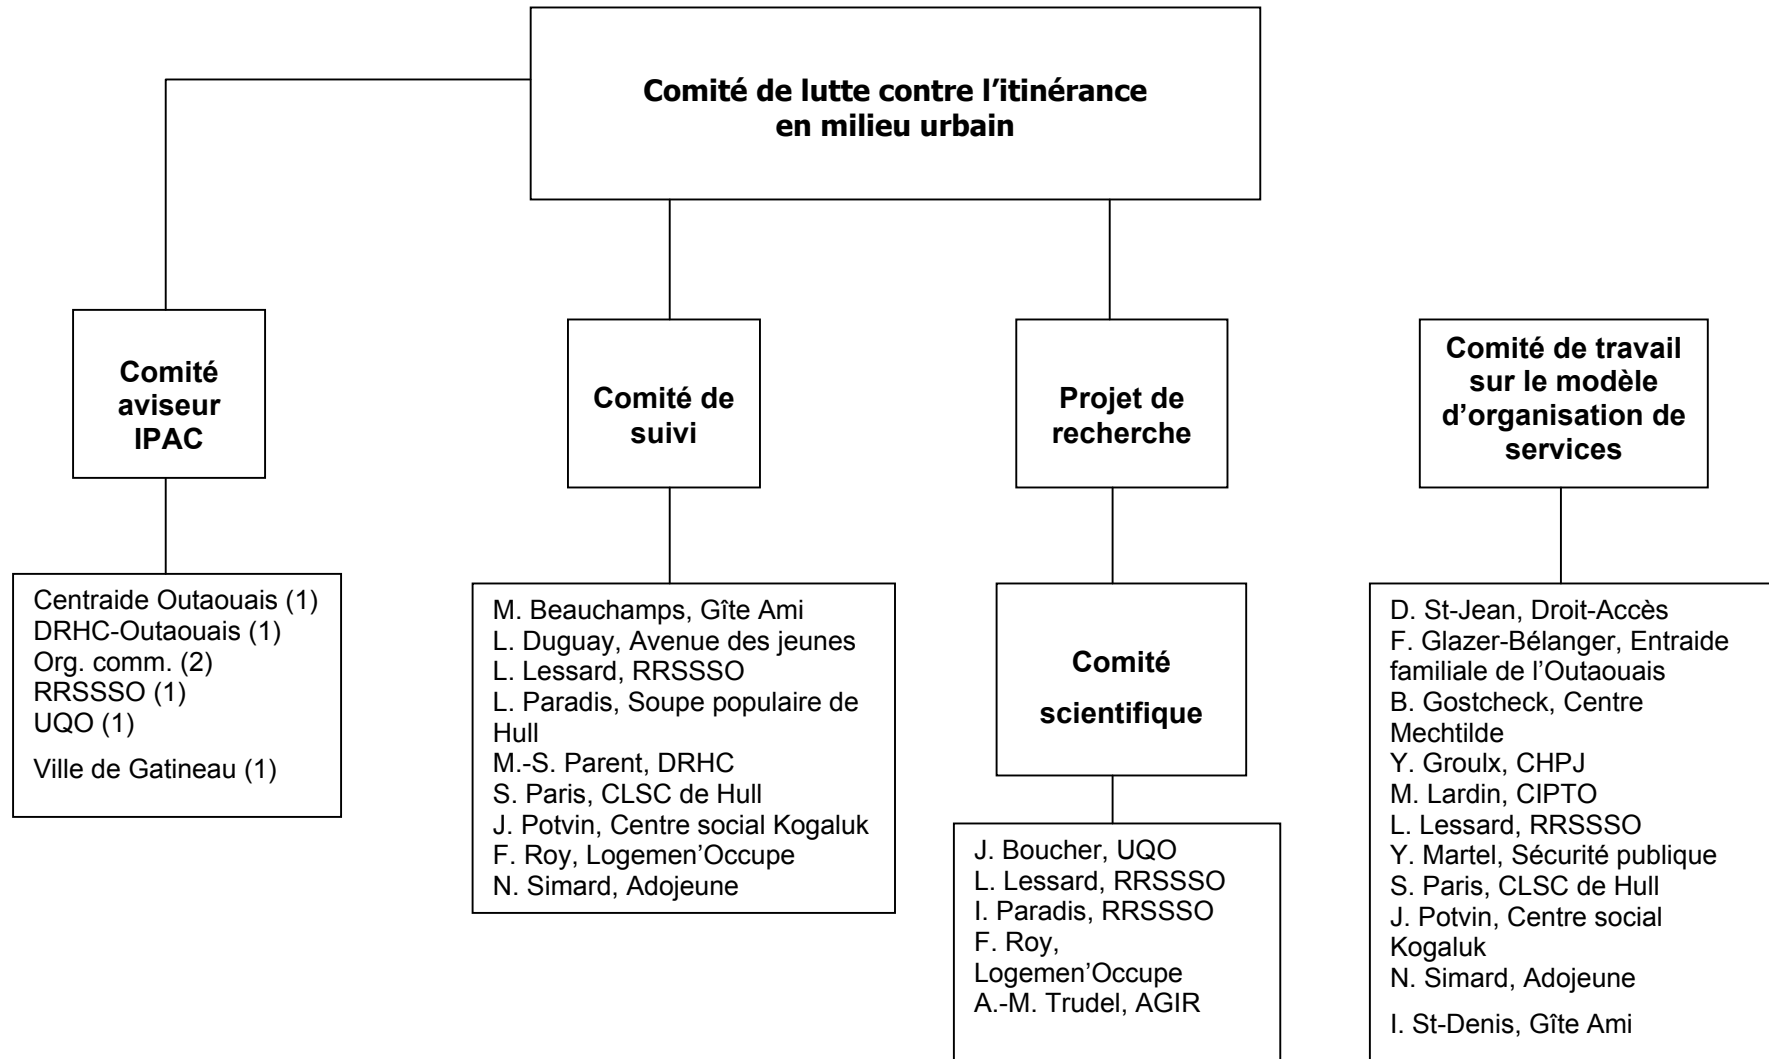 Comité de lutte contre l’itinérance
en milieu urbain
Comité
aviseur
IPAC
Comité de
suivi
Projet de
recherche
Comité de travail
sur le modèle
d’organisation de
services
Centraide Outaouais (1)
DRHC-Outaouais (1)
Org. comm. (2)
RRSSSO (1)
UQO (1)
Ville de Gatineau (1)
M. Beauchamps, Gîte Ami
L. Duguay, Avenue des jeunes
L. Lessard, RRSSSO
L. Paradis, Soupe populaire de
Hull
M.-S. Parent, DRHC
S. Paris, CLSC de Hull
J. Potvin, Centre social Kogaluk
F. Roy, Logemen’Occupe
N. Simard, Adojeune
Comité
scientifique
J. Boucher, UQO
L. Lessard, RRSSSO
I. Paradis, RRSSSO
F. Roy,
Logemen’Occupe
A.-M. Trudel, AGIR
D. St-Jean, Droit-Accès
F. Glazer-Bélanger, Entraide
familiale de l’Outaouais
B. Gostcheck, Centre
Mechtilde
Y. Groulx, CHPJ
M. Lardin, CIPTO
L. Lessard, RRSSSO
Y. Martel, Sécurité publique
S. Paris, CLSC de Hull
J. Potvin, Centre social
Kogaluk
N. Simard, Adojeune
I. St-Denis, Gîte Ami